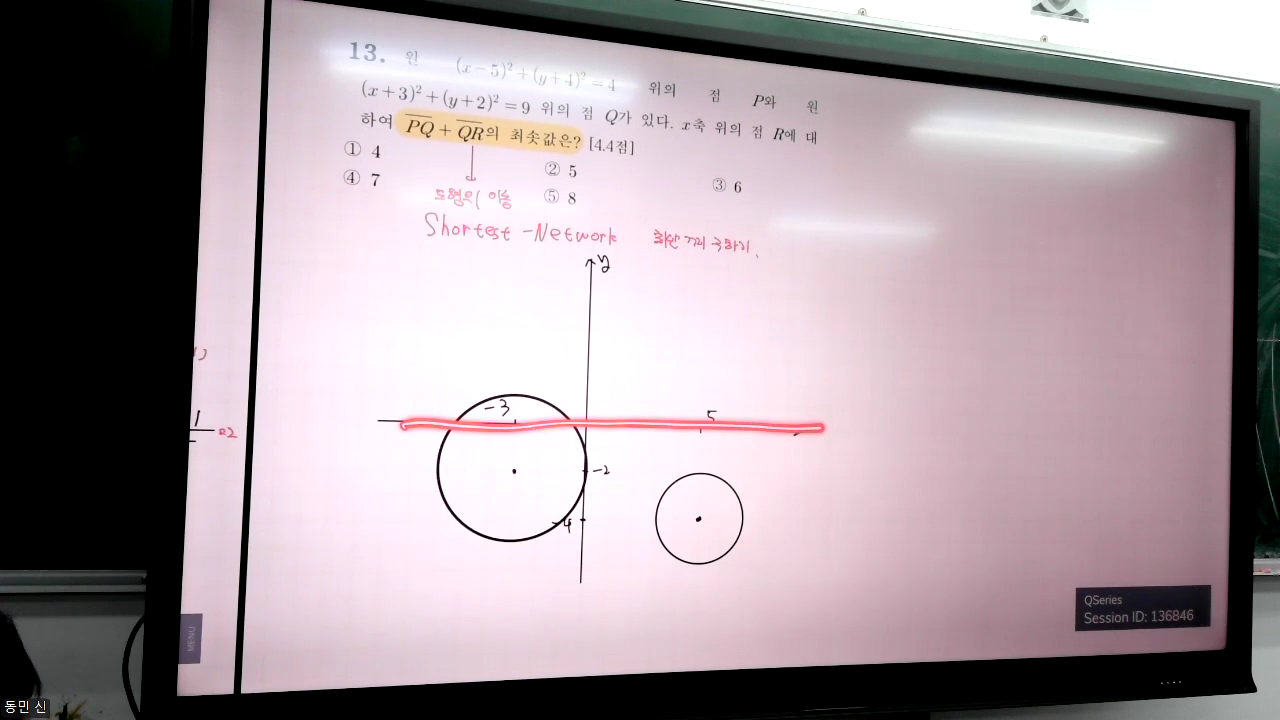 13. 원 (x-5)²+(y+4)²=4 위의 점 P와 원
(x+3)²+(y+2)²=9 위의 점 Q가 있다. x축 위의 점 R에 대
하여 PQ+QR의 최솟값은? [4.4점]
① 4 ② 5 ③ 6
④ 7 ⑤ 8
도형의 이동
Shortest-Network 최단 거리 구하기.
y
-3 5
-2
-4
1
=2
MENU
QSeries
Session ID: 136846
동민 신